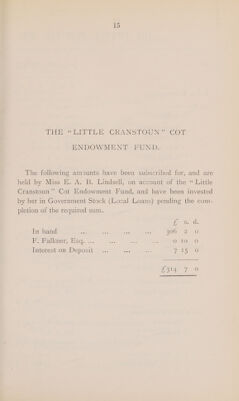 15
THE "LITTLE CRANSTOUN" COT
ENDOWMENT FUND.
The following amounts have been subscribed for, and are
held by Miss E. A. B. Lindsell, on account of the "Little
Cranstoun" Cot Endowment Fund, and have been invested
by her in Government Stock (Local Loans) pending the com-
pletion of the required sum.
£ s. d.
In hand ... ... ... ... 306 2 0
F. Falkner, Esq. ... ... ... ... 0 10 0
Interest on Deposit ... ... ... 7 15 0
£314 7 0